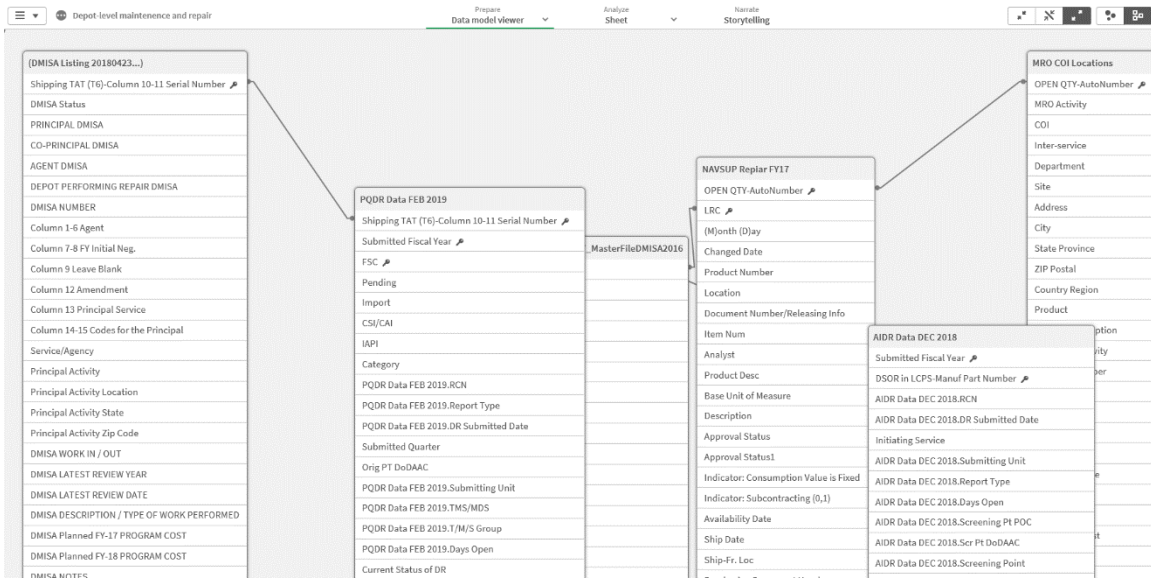 Depot-level maintenence and repair
Prepare
Data model viewer
Analyze
Sheet
Narrate
Storytelling
(DMISA Listing 20180423...)
Shipping TAT (T6)-Column 10-11 Serial Number
DMISA Status
PRINCIPAL DMISA
CO-PRINCIPAL DMISA
AGENT DMISA
DEPOT PERFORMING REPAIR DMISA
DMISA NUMBER
Column 1-6 Agent
Column 7-8 FY Initial Neg.
Column 9 Leave Blank
Column 12 Amendment
Column 13 Principal Service
Column 14-15 Codes for the Principal
Service/Agency
Principal Activity
Principal Activity Location
Principal Activity State
Principal Activity Zip Code
DMISA WORK IN / OUT
DMISA LATEST REVIEW YEAR
DMISA LATEST REVIEW DATE
DMISA DESCRIPTION / TYPE OF WORK PERFORMED
DMISA Planned FY-17 PROGRAM COST
DMISA Planned FY-18 PROGRAM COST
DMISA NOTES
PQDR Data FEB 2019
Shipping TAT (T6)-Column 10-11 Serial Number
Submitted Fiscal Year
FSC
Pending
Import
CSI/CAI
IAPI
Category
PQDR Data FEB 2019.RCN
PQDR Data FEB 2019.Report Type
PQDR Data FEB 2019.DR Submitted Date
Submitted Quarter
Orig PT DoDAAC
PQDR Data FEB 2019.Submitting Unit
PQDR Data FEB 2019.TMS/MDS
PQDR Data FEB 2019.T/M/S Group
PQDR Data FEB 2019.Days Open
Current Status of DR
_MasterFileDMISA2016
NAVSUP Replar FY17
OPEN QTY-AutoNumber
LRC
(M)onth (D)ay
Changed Date
Product Number
Location
Document Number/Releasing Info
Item Num
Analyst
Product Desc
Base Unit of Measure
Description
Approval Status
Approval Status1
Indicator: Consumption Value is Fixed
Indicator: Subcontracting (0,1)
Availability Date
Ship Date
Ship-Fr. Loc
AIDR Data DEC 2018
Submitted Fiscal Year
DSOR in LCPS-Manuf Part Number
AIDR Data DEC 2018.RCN
AIDR Data DEC 2018.DR Submitted Date
Initiating Service
AIDR Data DEC 2018.Submitting Unit
AIDR Data DEC 2018.Report Type
AIDR Data DEC 2018.Days Open
AIDR Data DEC 2018.Screening Pt POC
AIDR Data DEC 2018.Scr Pt DoDAAC
AIDR Data DEC 2018.Screening Point
MRO COI Locations
OPEN QTY-AutoNumber
MRO Activity
COI
Inter-service
Department
Site
Address
City
State Province
ZIP Postal
Country Region
Product